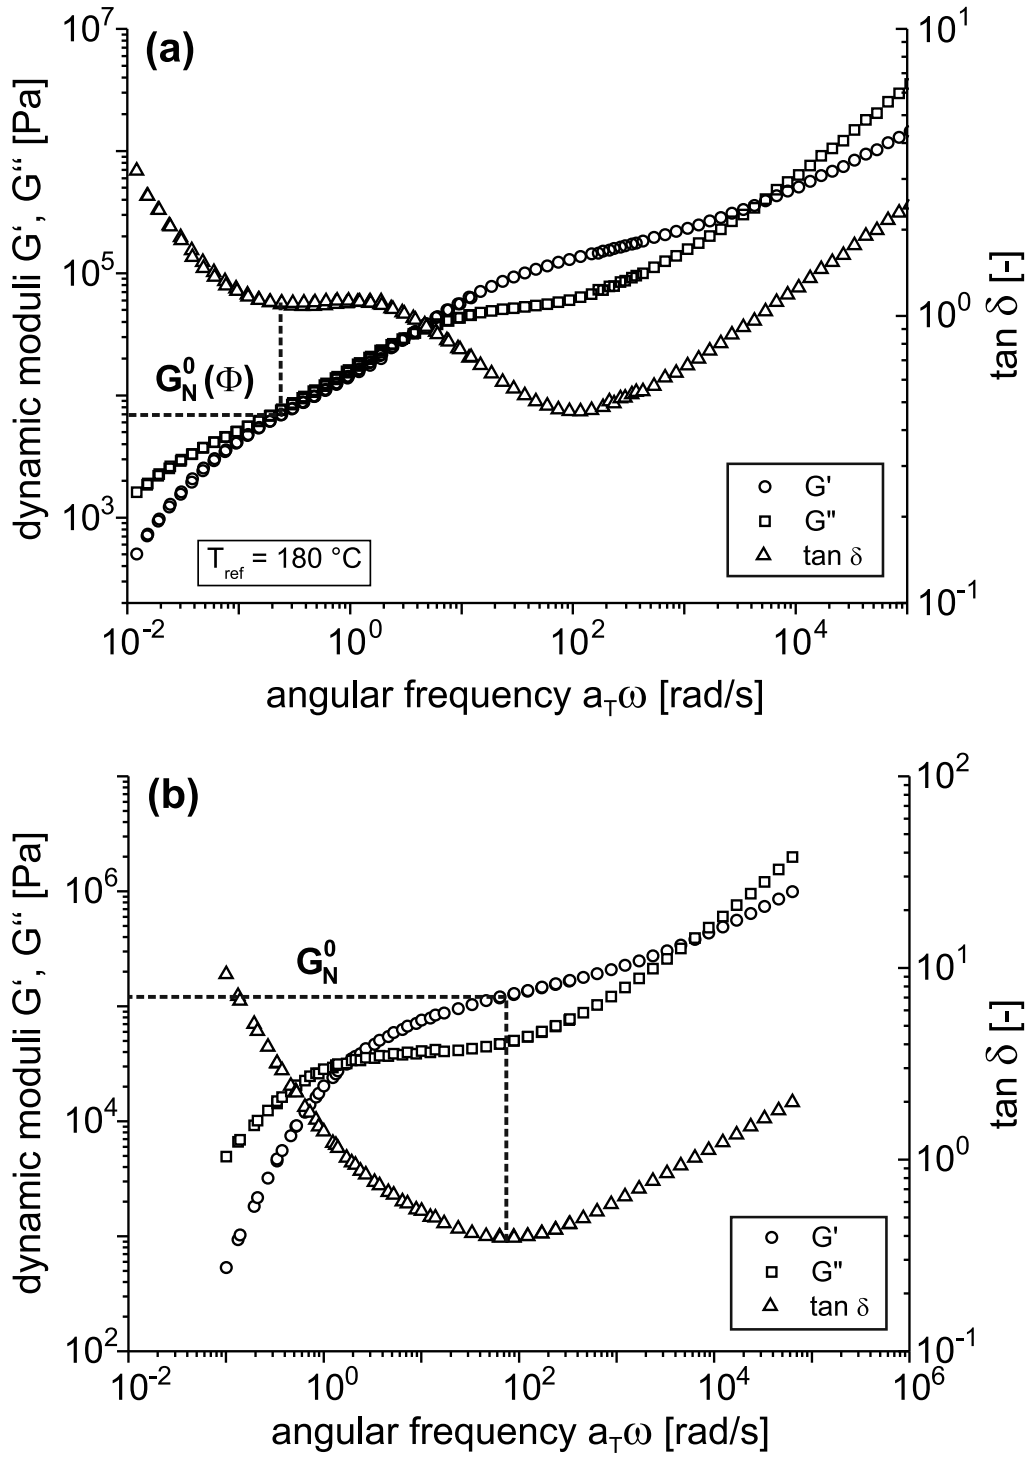 (a)
dynamic moduli G‘, G“ [Pa]
10^7
10^5
10^3
G_N^0 (Φ)
T_ref = 180 °C
G'
G"
tan δ
10^1
10^0
10^-1
tan δ [-]
10^-2 10^0 10^2 10^4
angular frequency a_Tω [rad/s]
(b)
dynamic moduli G‘, G“ [Pa]
10^6
10^4
10^2
G_N^0
G'
G"
tan δ
10^2
10^1
10^0
10^-1
tan δ [-]
10^-2 10^0 10^2 10^4 10^6
angular frequency a_Tω [rad/s]